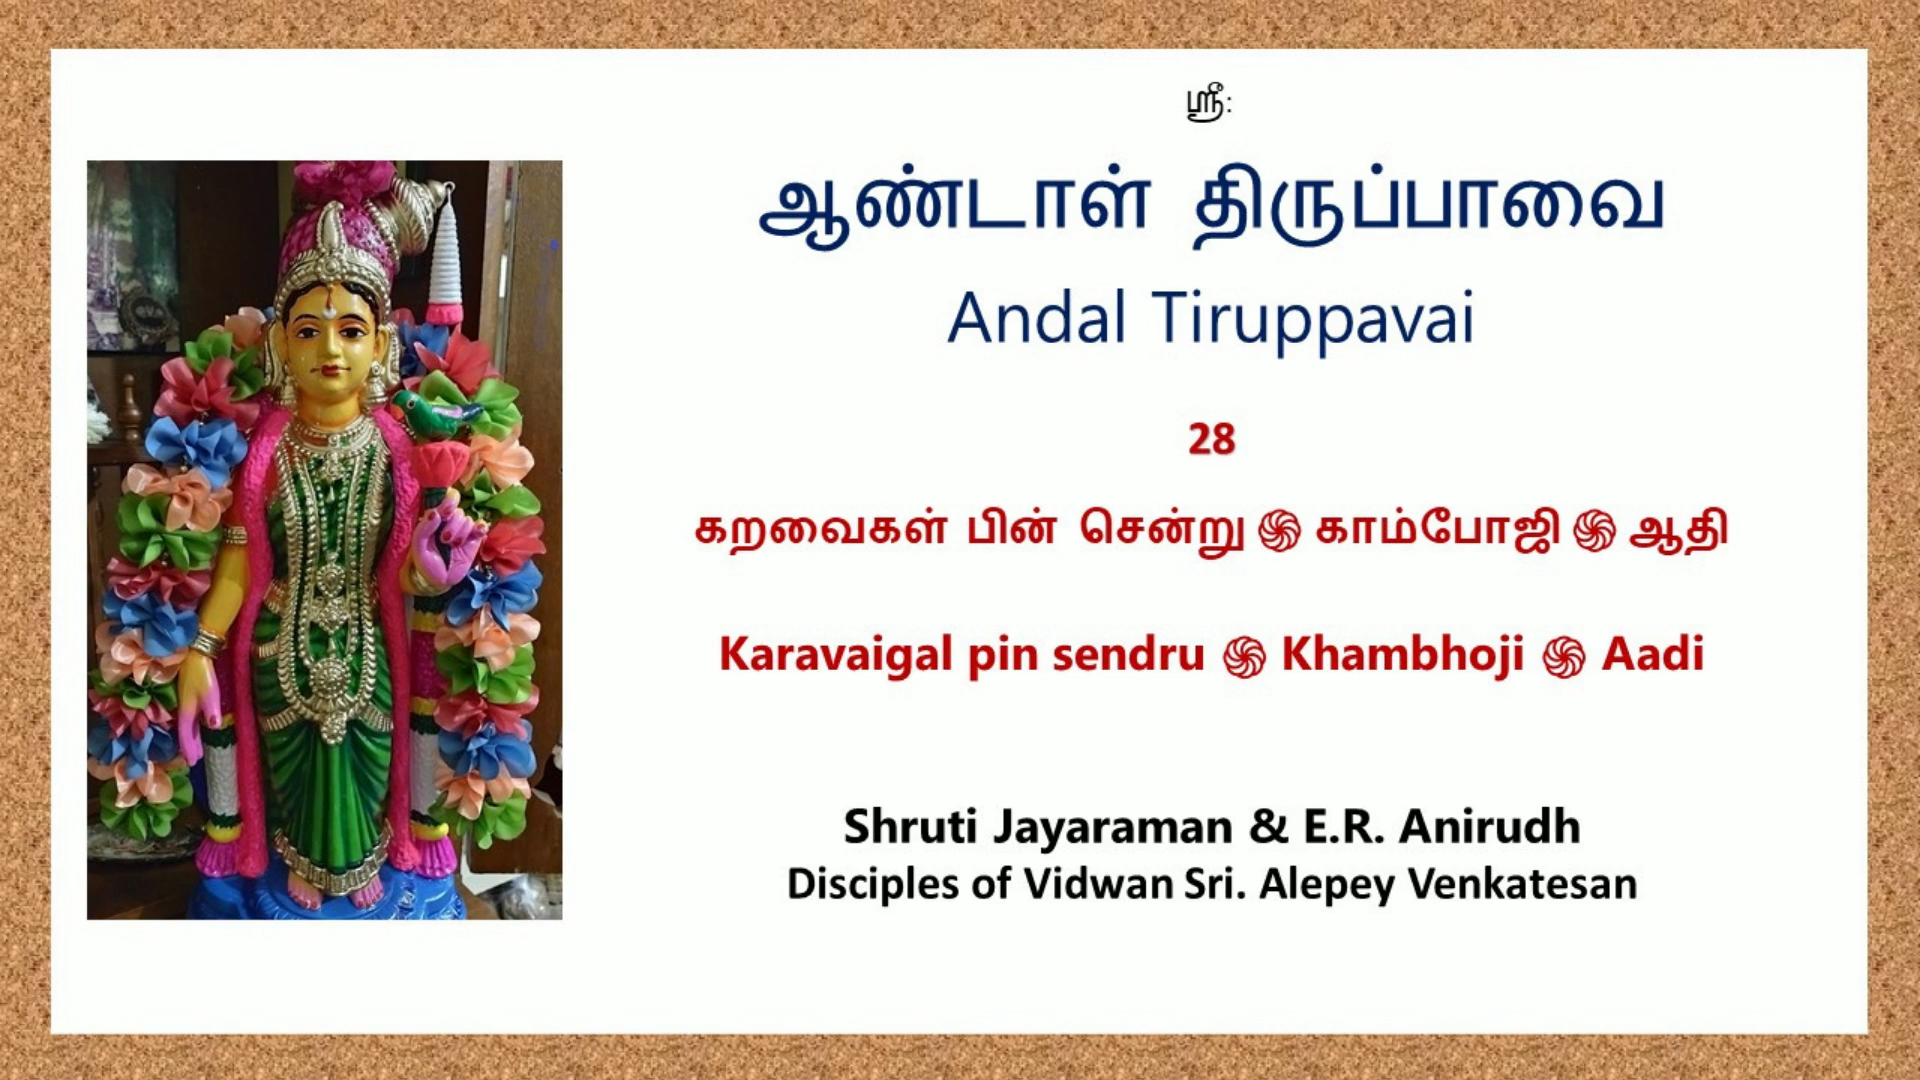 ஸ்ரீ:
ஆண்டாள் திருப்பாவை
Andal Tiruppavai
28
கறவைகள் பின் சென்று ֍ காம்போஜி ֍ ஆதி
Karavaigal pin sendru ֍ Khambhoji ֍ Aadi
Shruti Jayaraman & E.R. Anirudh
Disciples of Vidwan Sri. Alepey Venkatesan